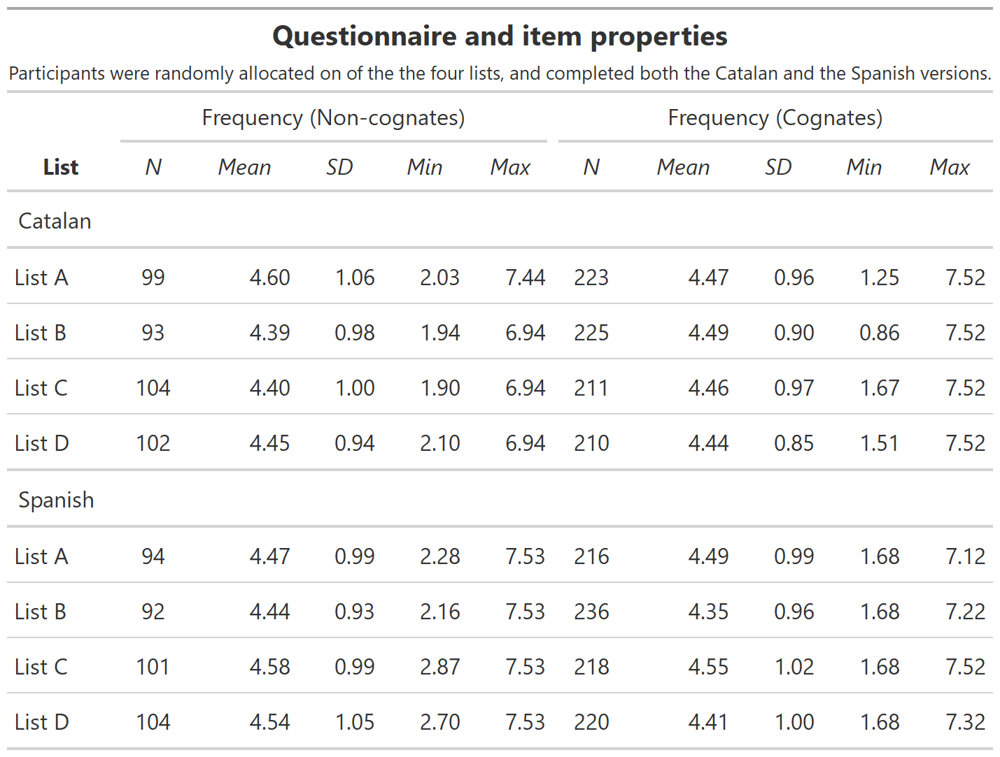 Questionnaire and item properties
Participants were randomly allocated on of the the four lists, and completed both the Catalan and the Spanish versions.
Frequency (Non-cognates) Frequency (Cognates)
List N Mean SD Min Max N Mean SD Min Max
Catalan
List A 99 4.60 1.06 2.03 7.44 223 4.47 0.96 1.25 7.52
List B 93 4.39 0.98 1.94 6.94 225 4.49 0.90 0.86 7.52
List C 104 4.40 1.00 1.90 6.94 211 4.46 0.97 1.67 7.52
List D 102 4.45 0.94 2.10 6.94 210 4.44 0.85 1.51 7.52
Spanish
List A 94 4.47 0.99 2.28 7.53 216 4.49 0.99 1.68 7.12
List B 92 4.44 0.93 2.16 7.53 236 4.35 0.96 1.68 7.22
List C 101 4.58 0.99 2.87 7.53 218 4.55 1.02 1.68 7.52
List D 104 4.54 1.05 2.70 7.53 220 4.41 1.00 1.68 7.32